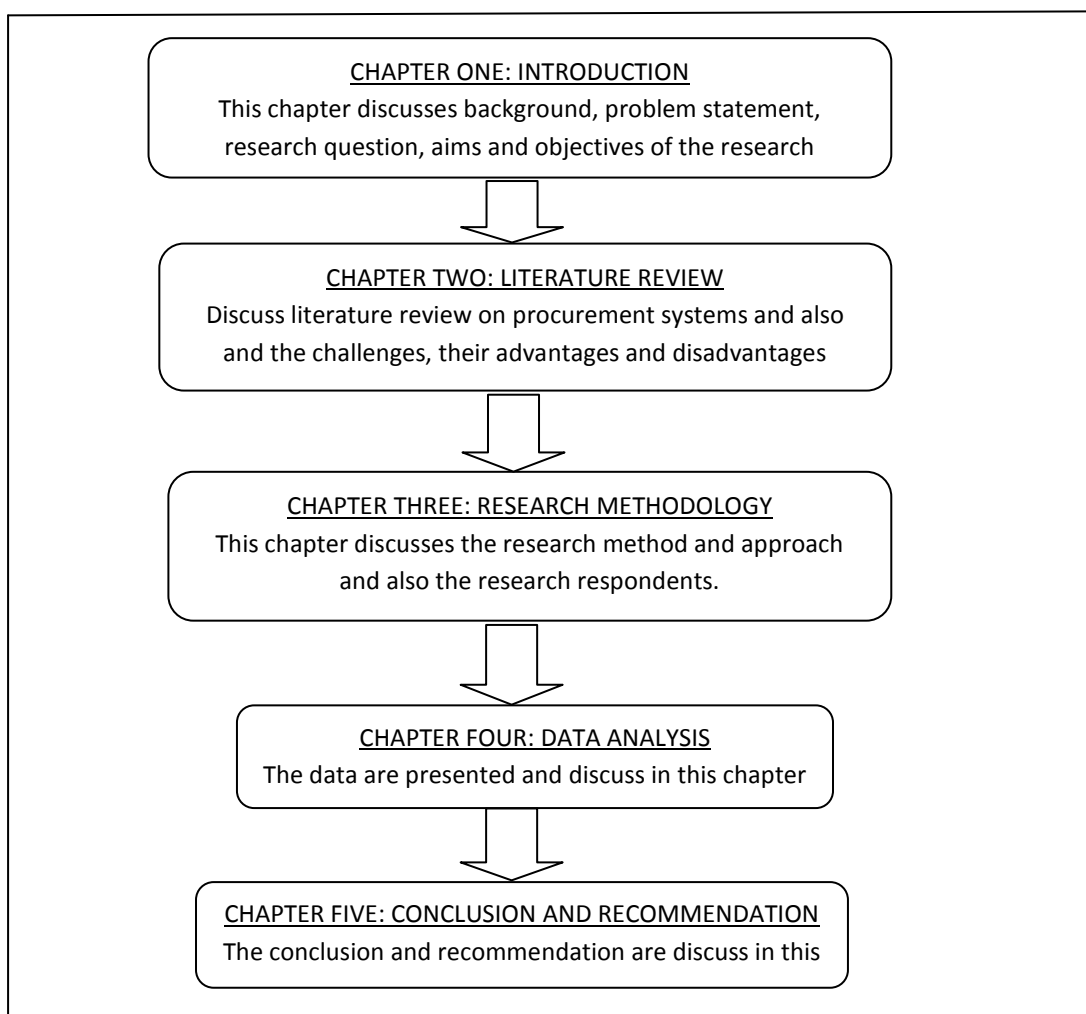 CHAPTER ONE: INTRODUCTION
This chapter discusses background, problem statement,
research question, aims and objectives of the research
CHAPTER TWO: LITERATURE REVIEW
Discuss literature review on procurement systems and also
and the challenges, their advantages and disadvantages
CHAPTER THREE: RESEARCH METHODOLOGY
This chapter discusses the research method and approach
and also the research respondents.
CHAPTER FOUR: DATA ANALYSIS
The data are presented and discuss in this chapter
CHAPTER FIVE: CONCLUSION AND RECOMMENDATION
The conclusion and recommendation are discuss in this